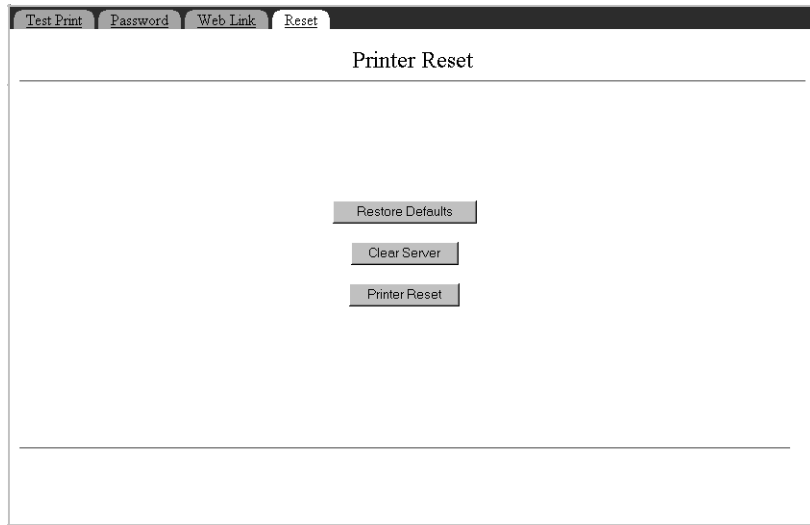 Test Print Password Web Link Reset
Printer Reset
Restore Defaults
Clear Server
Printer Reset